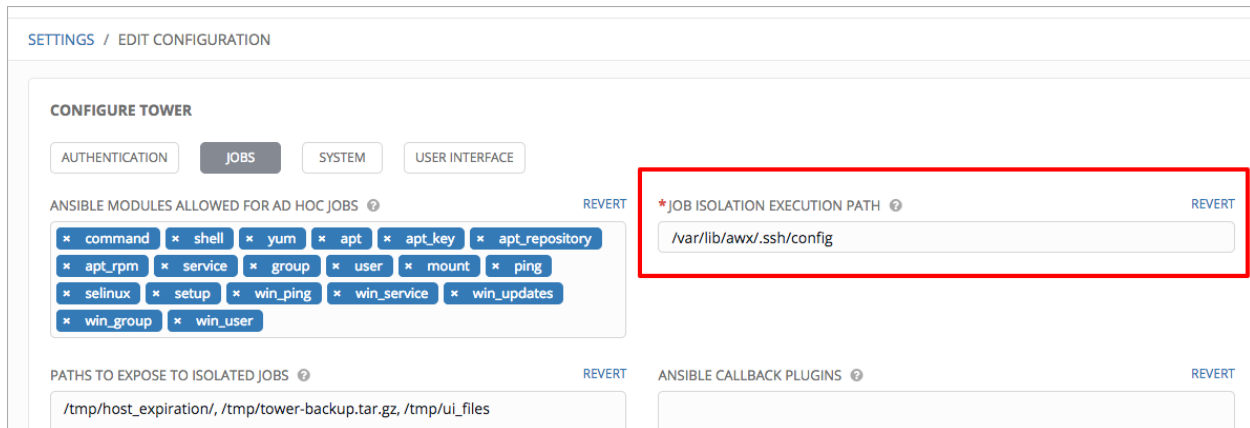 SETTINGS / EDIT CONFIGURATION
CONFIGURE TOWER
AUTHENTICATION JOBS SYSTEM USER INTERFACE
ANSIBLE MODULES ALLOWED FOR AD HOC JOBS ? REVERT
× command × shell × yum × apt × apt_key × apt_repository
× apt_rpm × service × group × user × mount × ping
× selinux × setup × win_ping × win_service × win_updates
× win_group × win_user
*JOB ISOLATION EXECUTION PATH ? REVERT
/var/lib/awx/.ssh/config
PATHS TO EXPOSE TO ISOLATED JOBS ? REVERT
/tmp/host_expiration/, /tmp/tower-backup.tar.gz, /tmp/ui_files
ANSIBLE CALLBACK PLUGINS ? REVERT